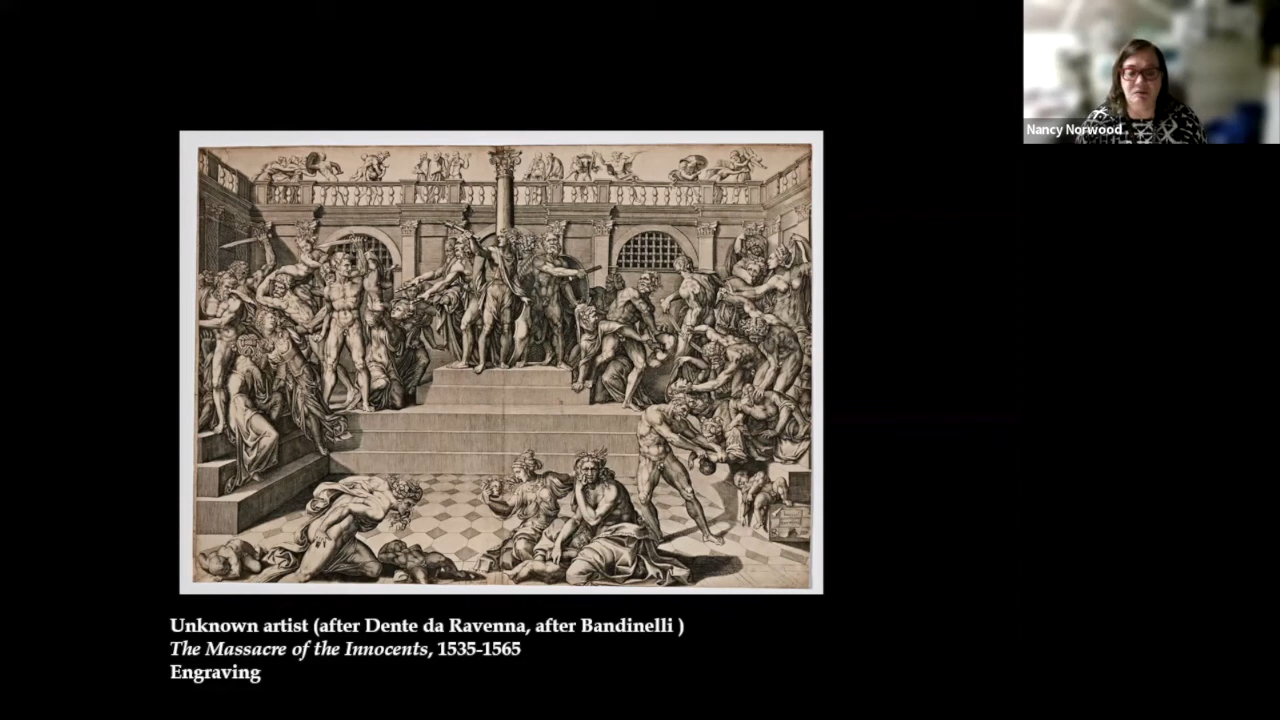 Nancy Norwood
Unknown artist (after Dente da Ravenna, after Bandinelli )
The Massacre of the Innocents, 1535-1565
Engraving